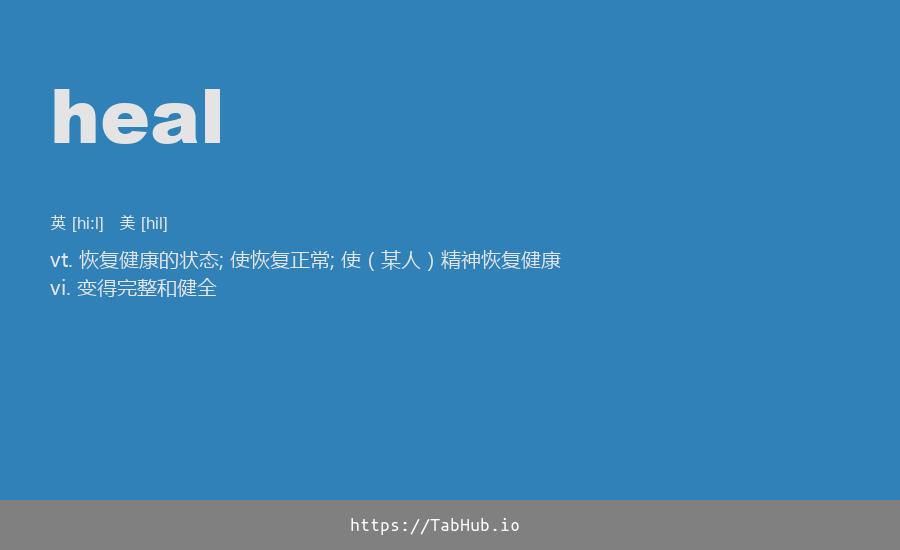 heal
英 [hiːl] 美 [hil]
vt. 恢复健康的状态; 使恢复正常; 使（某人）精神恢复健康
vi. 变得完整和健全
https://TabHub.io